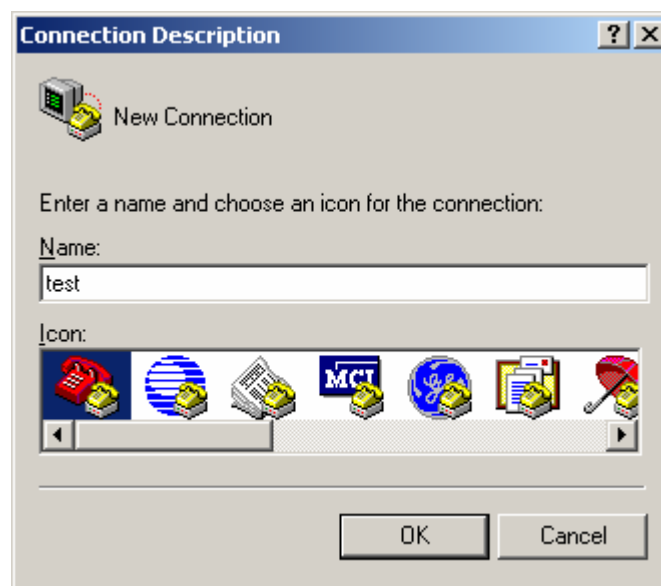 Connection Description
New Connection
Enter a name and choose an icon for the connection:
Name:
test
Icon:
MCI
OK Cancel